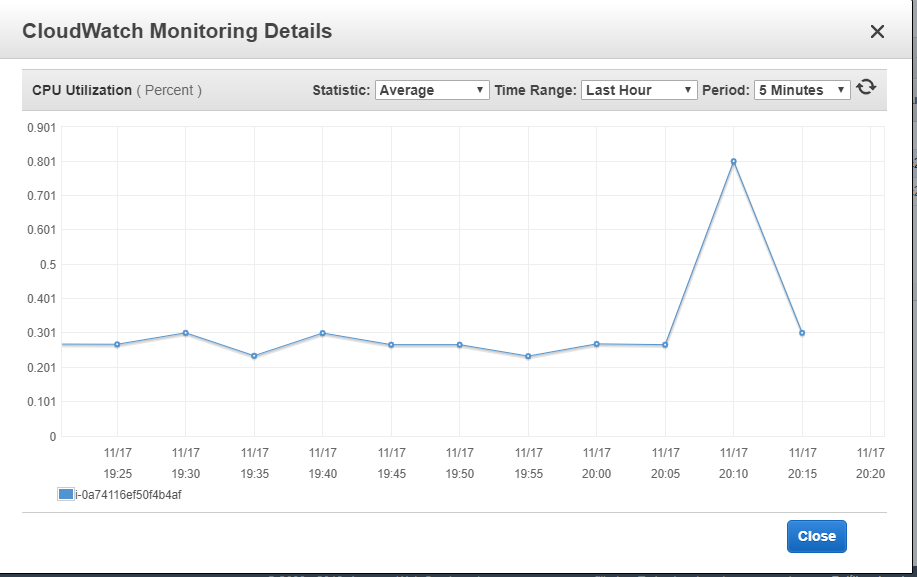 CloudWatch Monitoring Details
CPU Utilization ( Percent ) Statistic: Average Time Range: Last Hour Period: 5 Minutes
0.901
0.801
0.701
0.601
0.5
0.401
0.301
0.201
0.101
0
11/17 11/17 11/17 11/17 11/17 11/17 11/17 11/17 11/17 11/17 11/17 11/17
19:25 19:30 19:35 19:40 19:45 19:50 19:55 20:00 20:05 20:10 20:15 20:20
i-0a74116ef50f4b4af
Close